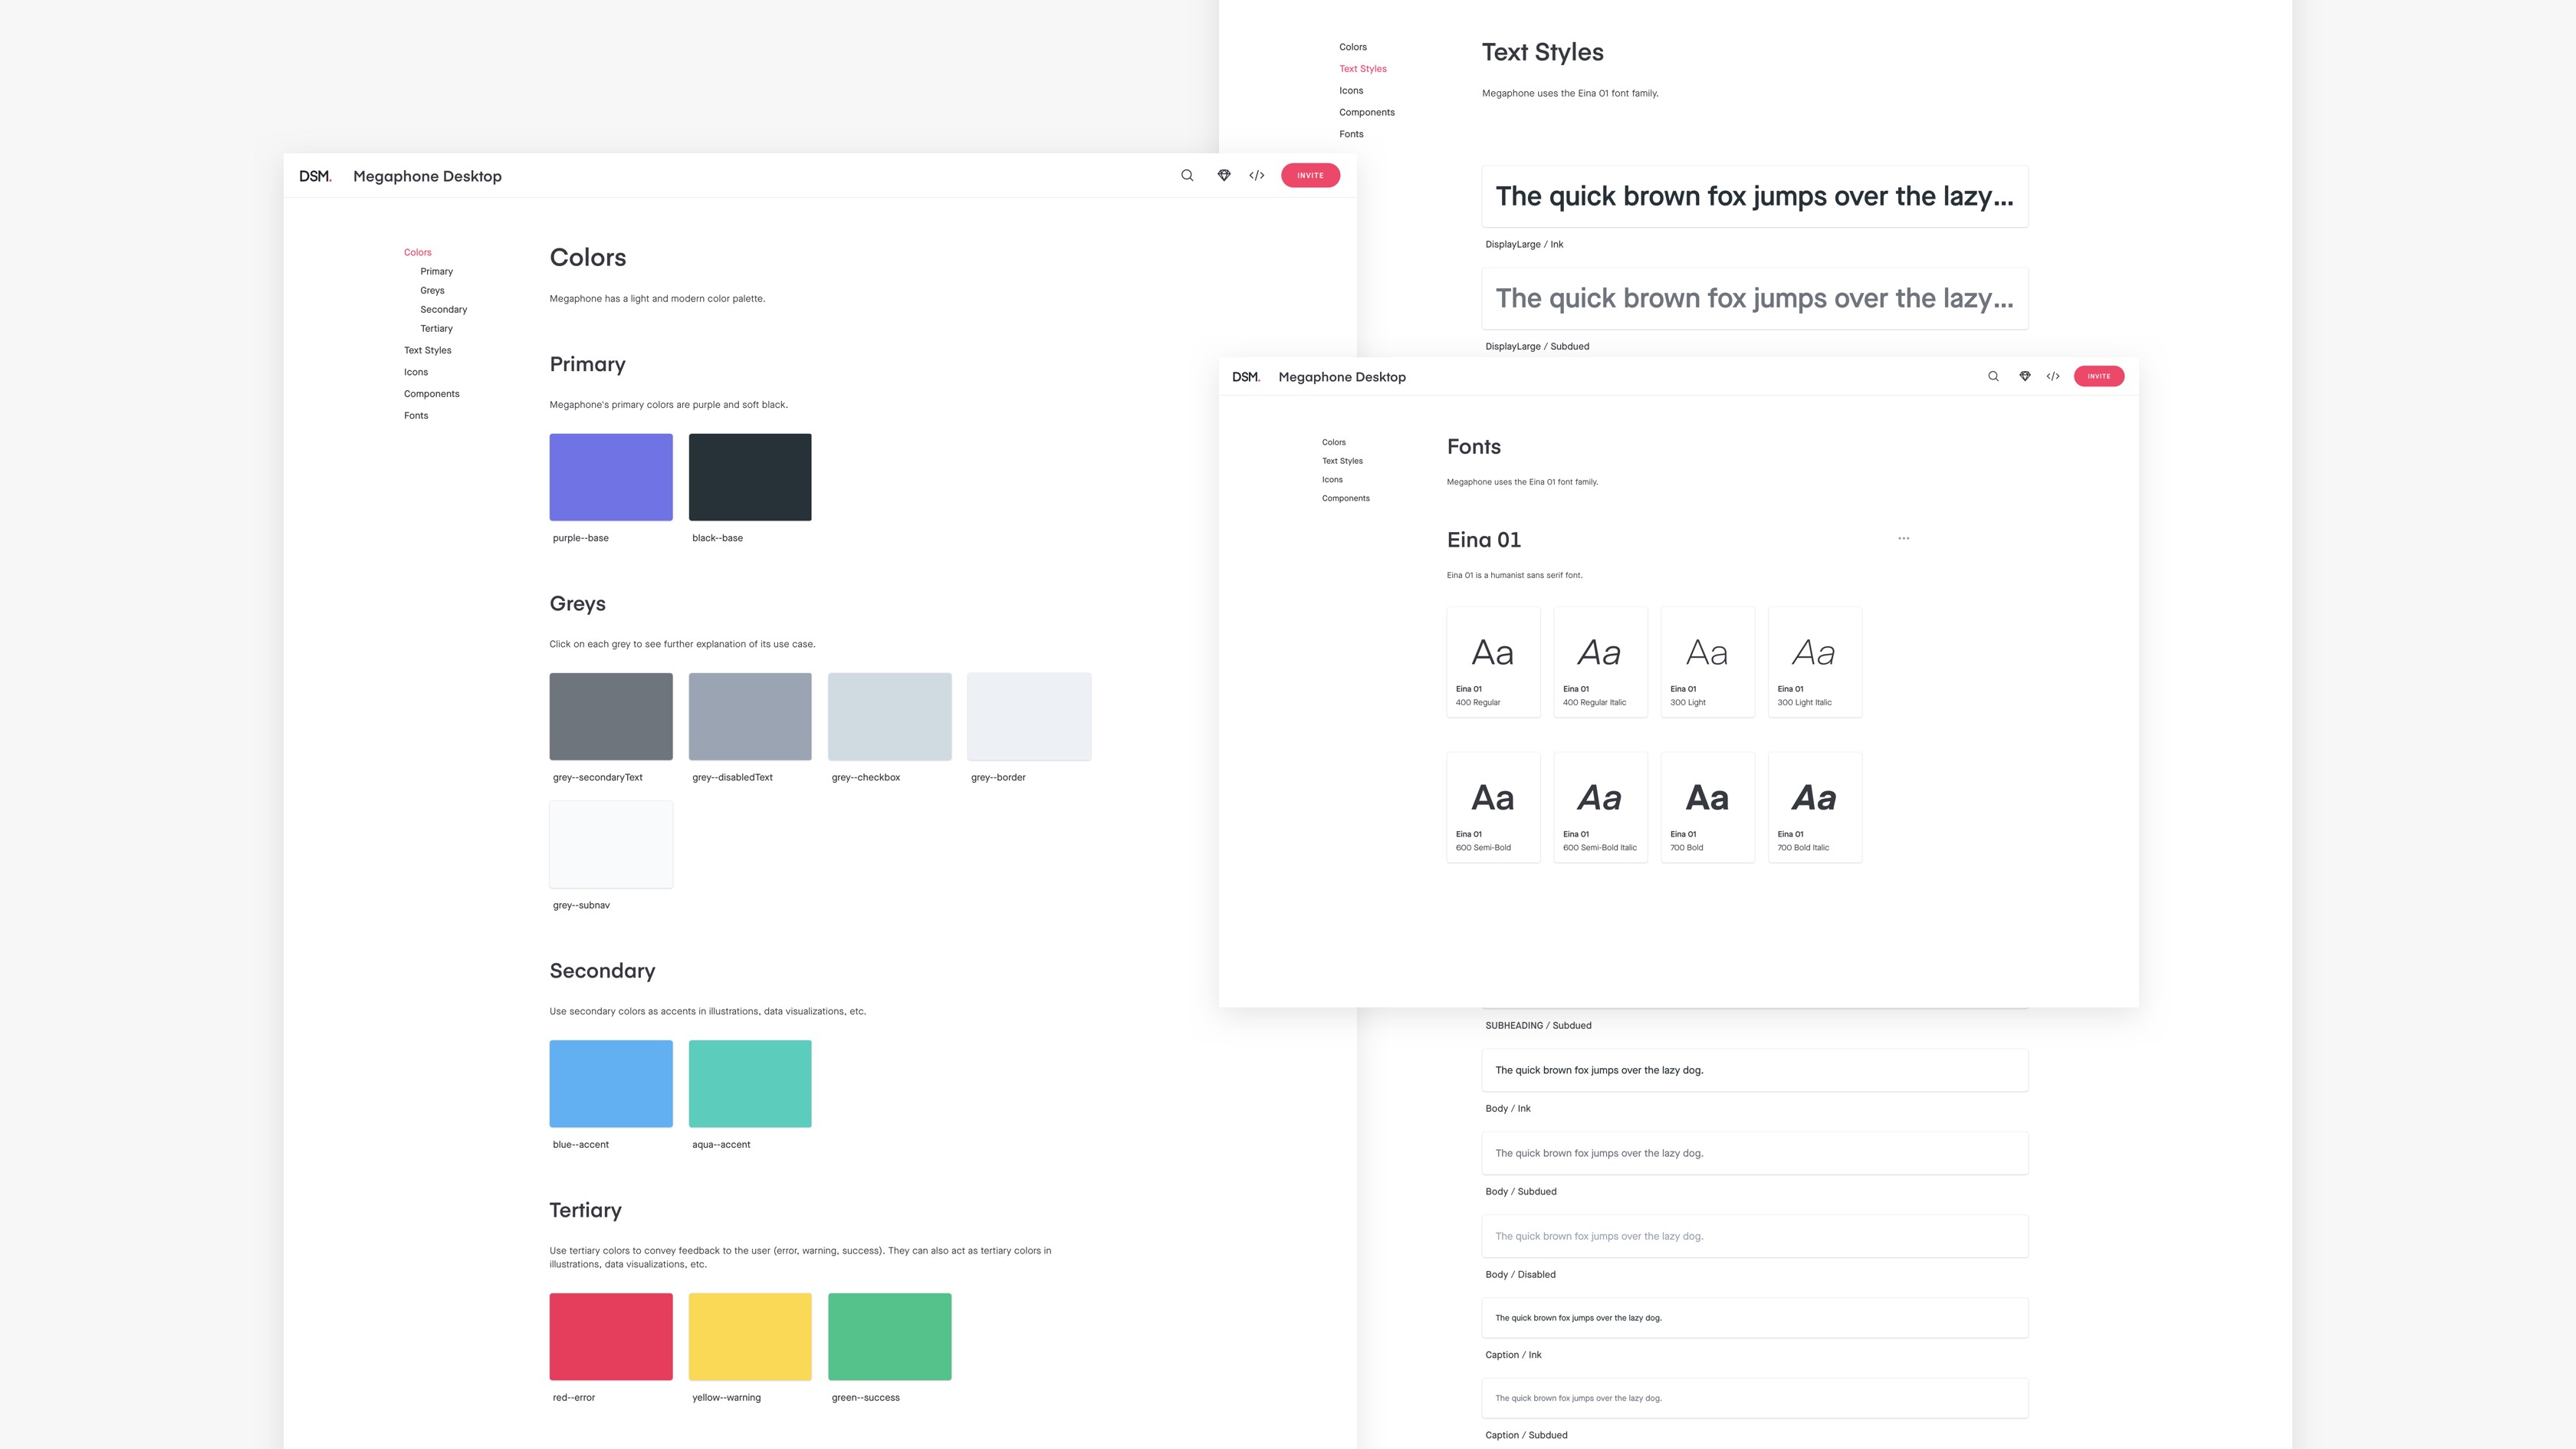 DSM.
Megaphone Desktop
INVITE
Colors
Primary
Greys
Secondary
Tertiary
Text Styles
Icons
Components
Fonts
Colors
Megaphone has a light and modern color palette.
Primary
Megaphone's primary colors are purple and soft black.
purple--base
black--base
Greys
Click on each grey to see further explanation of its use case.
grey--secondaryText
grey--disabledText
grey--checkbox
grey--border
grey--subnav
Secondary
Use secondary colors as accents in illustrations, data visualizations, etc.
blue--accent
aqua--accent
Tertiary
Use tertiary colors to convey feedback to the user (error, warning, success). They can also act as tertiary colors in
illustrations, data visualizations, etc.
red--error
yellow--warning
green--success
Colors
Text Styles
Icons
Components
Fonts
Text Styles
Megaphone uses the Eina 01 font family.
The quick brown fox jumps over the lazy...
DisplayLarge / Ink
The quick brown fox jumps over the lazy...
DisplayLarge / Subdued
DSM.
Megaphone Desktop
INVITE
Colors
Text Styles
Icons
Components
Fonts
Megaphone uses the Eina 01 font family.
Eina 01
Eina 01 is a humanist sans serif font.
Aa
Eina 01
400 Regular
Aa
Eina 01
400 Regular Italic
Aa
Eina 01
300 Light
Aa
Eina 01
300 Light Italic
Aa
Eina 01
600 Semi-Bold
Aa
Eina 01
600 Semi-Bold Italic
Aa
Eina 01
700 Bold
Aa
Eina 01
700 Bold Italic
SUBHEADING / Subdued
The quick brown fox jumps over the lazy dog.
Body / Ink
The quick brown fox jumps over the lazy dog.
Body / Subdued
The quick brown fox jumps over the lazy dog.
Body / Disabled
The quick brown fox jumps over the lazy dog.
Caption / Ink
The quick brown fox jumps over the lazy dog.
Caption / Subdued